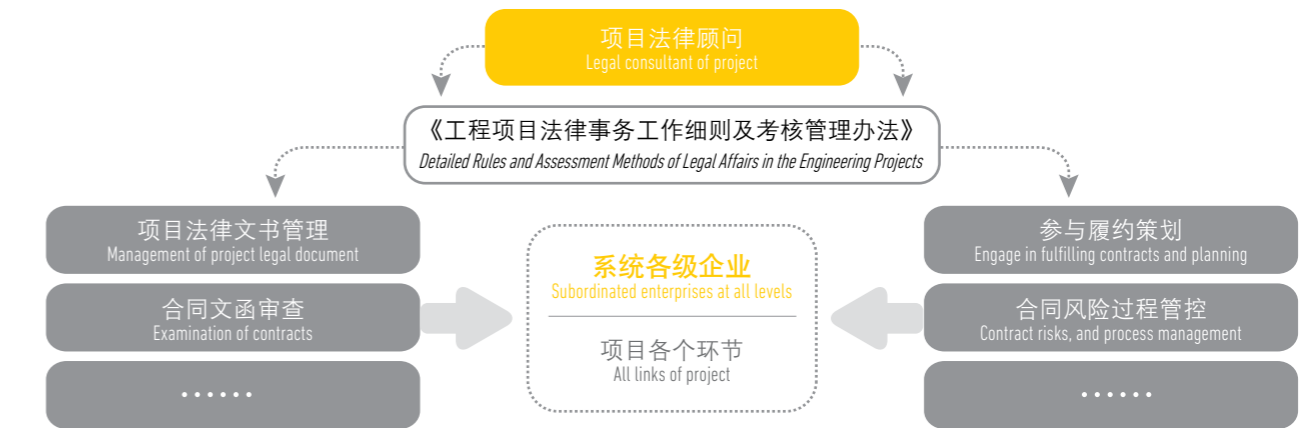 项目法律顾问
Legal consultant of project
《工程项目法律事务工作细则及考核管理办法》
Detailed Rules and Assessment Methods of Legal Affairs in the Engineering Projects
项目法律文书管理
Management of project legal document
合同文函审查
Examination of contracts
······
系统各级企业
Subordinated enterprises at all levels
项目各个环节
All links of project
参与履约策划
Engage in fulfilling contracts and planning
合同风险过程管控
Contract risks, and process management
······